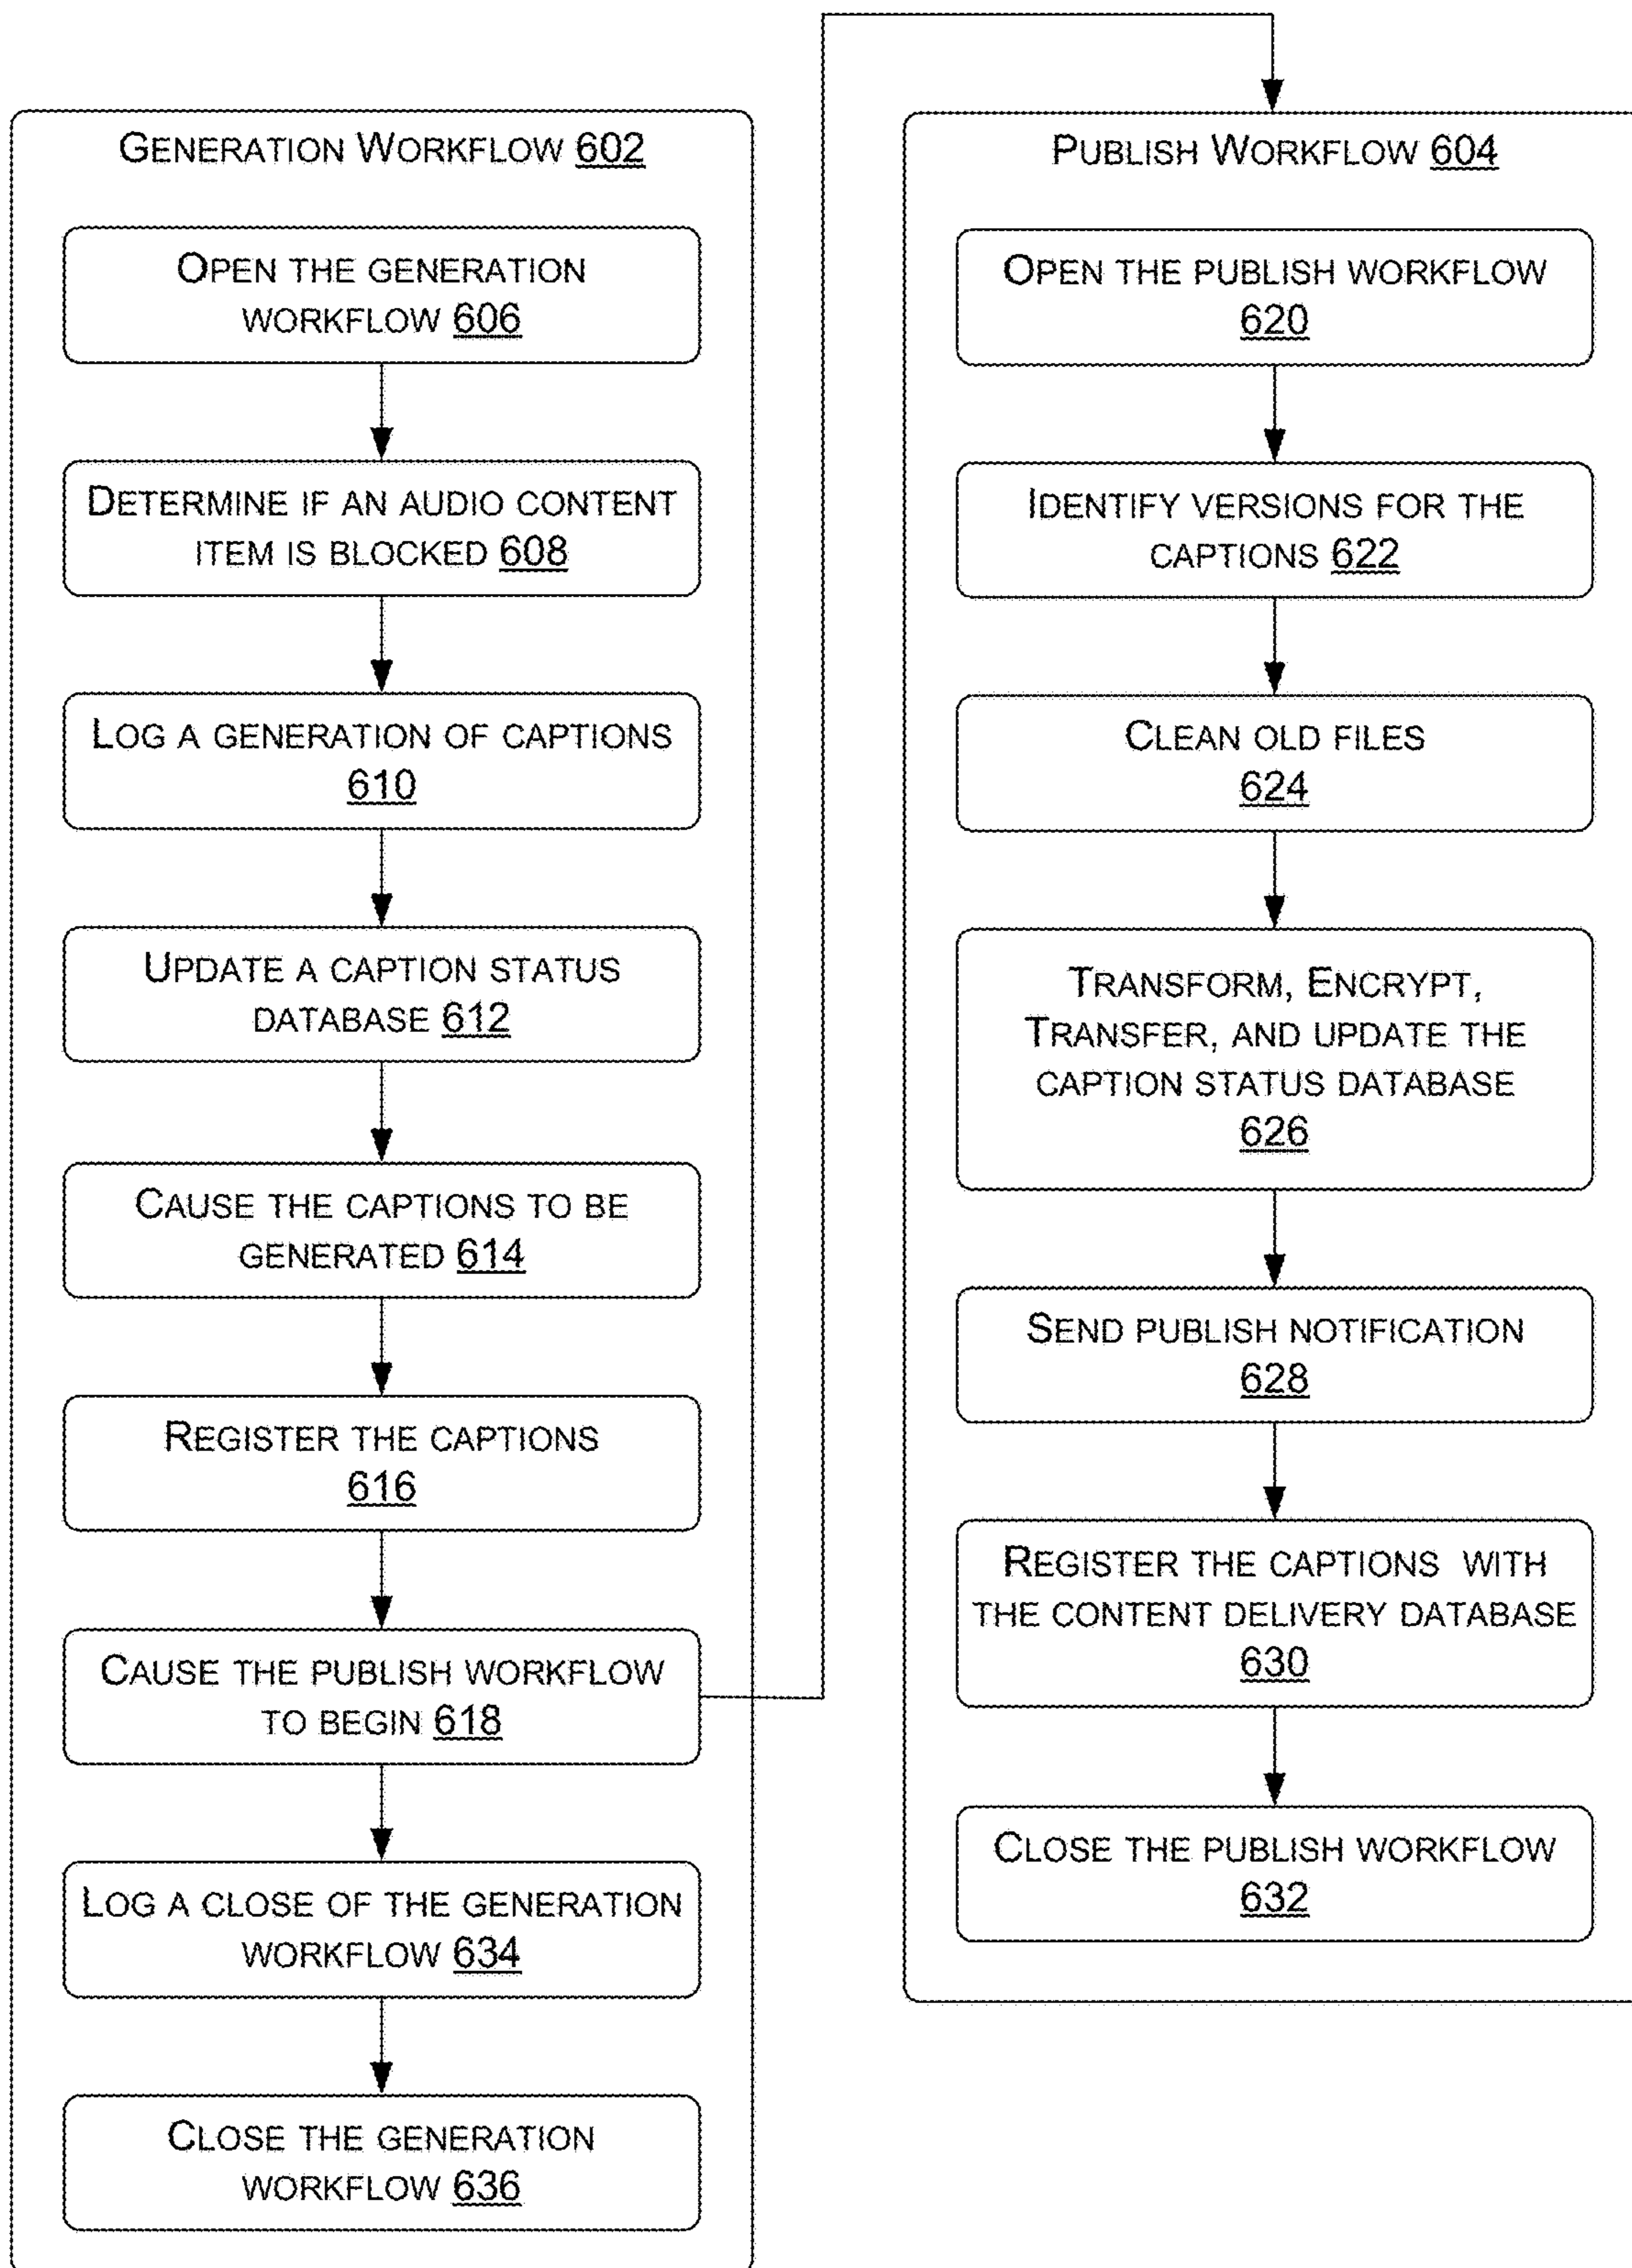 GENERATION WORKFLOW 602
OPEN THE GENERATION
WORKFLOW 606
DETERMINE IF AN AUDIO CONTENT
ITEM IS BLOCKED 608
LOG A GENERATION OF CAPTIONS
610
UPDATE A CAPTION STATUS
DATABASE 612
CAUSE THE CAPTIONS TO BE
GENERATED 614
REGISTER THE CAPTIONS
616
CAUSE THE PUBLISH WORKFLOW
TO BEGIN 618
LOG A CLOSE OF THE GENERATION
WORKFLOW 634
CLOSE THE GENERATION
WORKFLOW 636
PUBLISH WORKFLOW 604
OPEN THE PUBLISH WORKFLOW
620
IDENTIFY VERSIONS FOR THE
CAPTIONS 622
CLEAN OLD FILES
624
TRANSFORM, ENCRYPT,
TRANSFER, AND UPDATE THE
CAPTION STATUS DATABASE
626
SEND PUBLISH NOTIFICATION
628
REGISTER THE CAPTIONS WITH
THE CONTENT DELIVERY DATABASE
630
CLOSE THE PUBLISH WORKFLOW
632